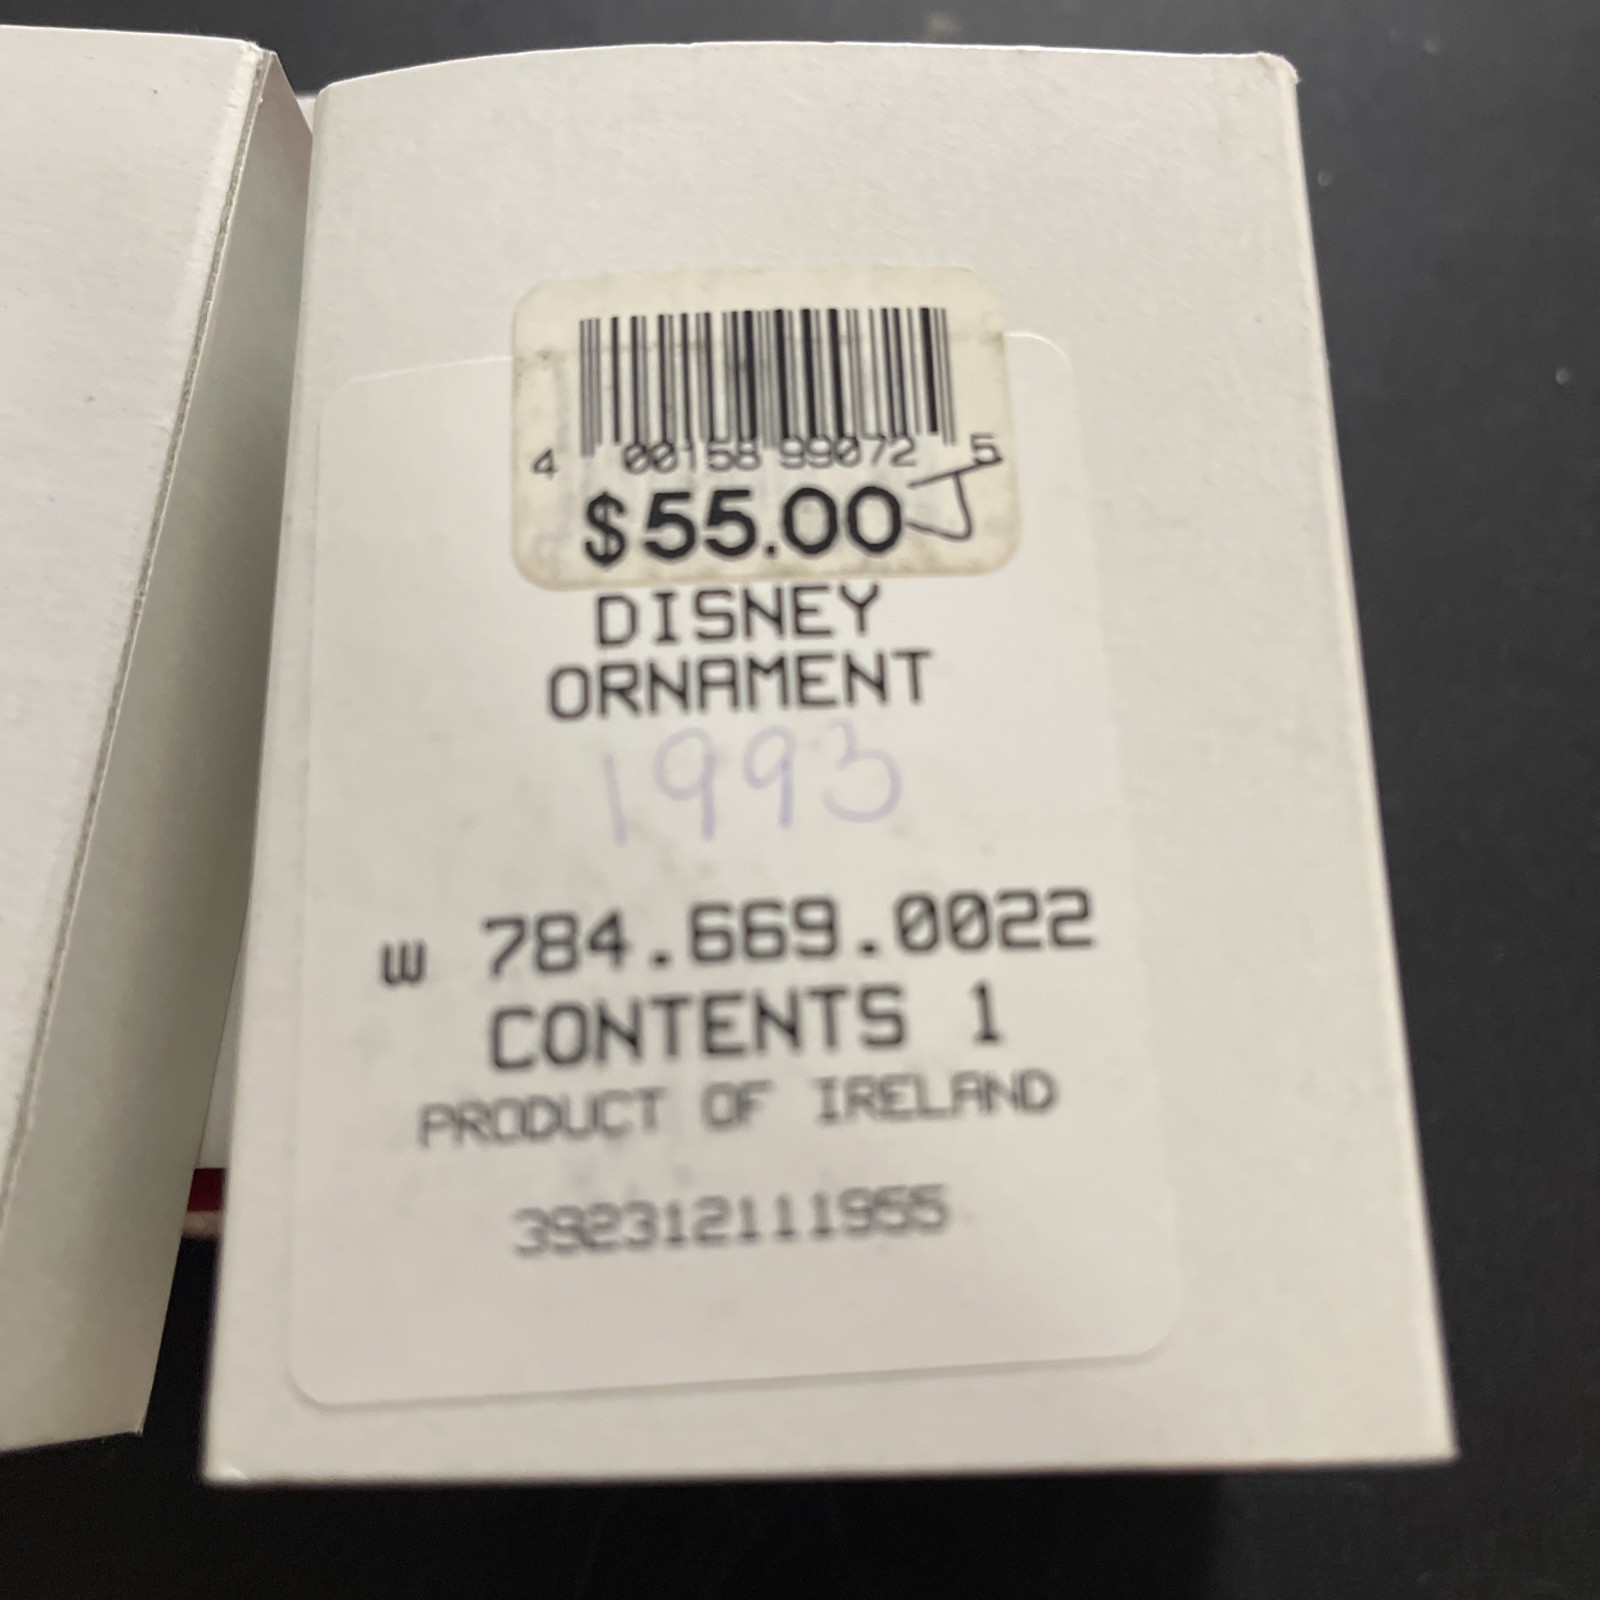 4 00158 99072 5
$55.00
DISNEY
ORNAMENT
1993
W 784.669.0022
CONTENTS 1
PRODUCT OF IRELAND
392312111955